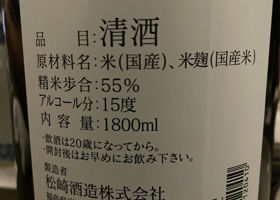 品　目：清酒
原材料名：米(国産)、米麹(国産米)
精米歩合：55％
アルコール分：15度
内 容 量：1800ml
・飲酒は20歳になってから。
・開封後はお早めにお飲み下さい。
製造者
松崎酒造株式会社